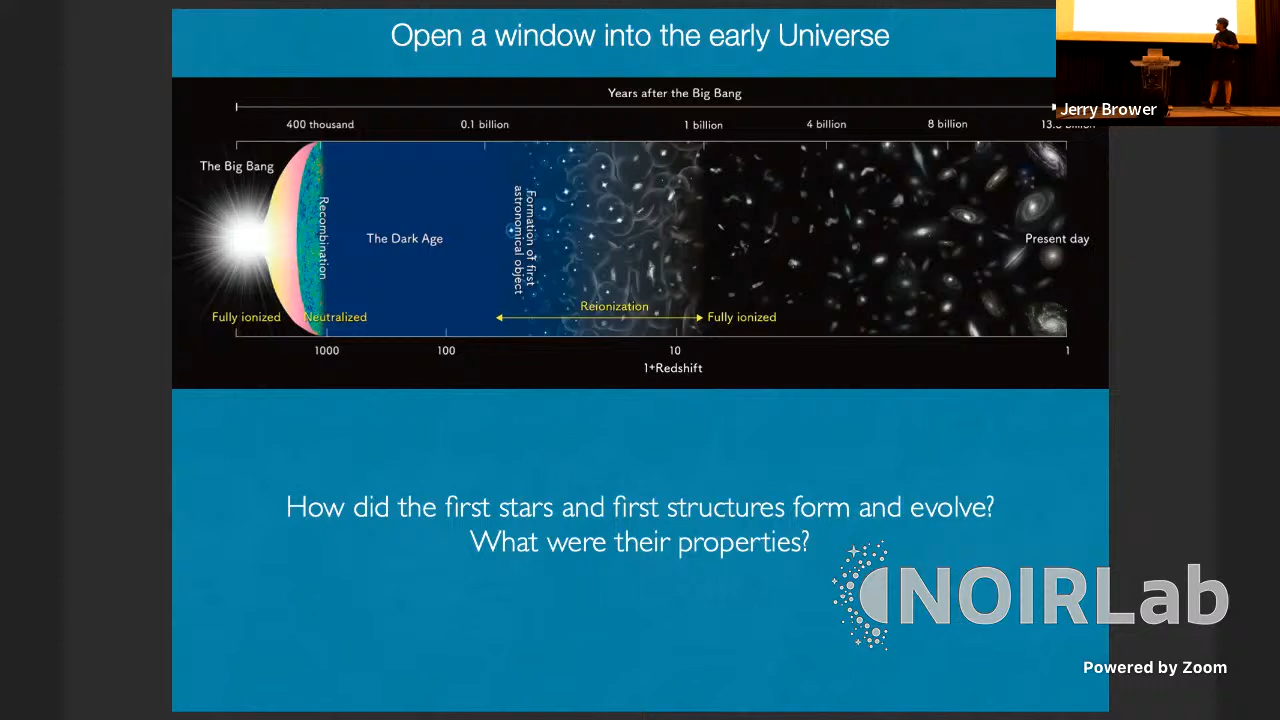 Open a window into the early Universe
Jerry Brower
Years after the Big Bang
400 thousand
0.1 billion
1 billion
4 billion
8 billion
The Big Bang
Recombination
The Dark Age
Formation of first
astronomical object
Present day
Fully ionized
Neutralized
Reionization
Fully ionized
1000
100
10
1
1+Redshift
How did the first stars and first structures form and evolve?
What were their properties?
NOIRLab
Powered by Zoom